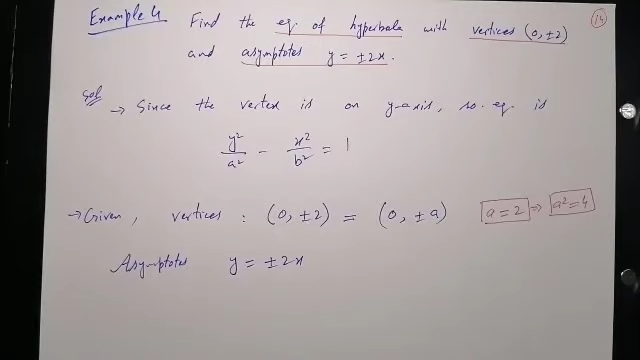 Example 4 Find the eq of hyperbola with vertices (0, ±2) 14
and asymptotes y = ±2x.
Sol
→ Since the vertex is on y-axis, so eq is
y²/a² - x²/b² = 1
→ Given, vertices : (0, ±2) = (0, ±a) a = 2 ⇒ a² = 4
Asymptotes y = ±2x